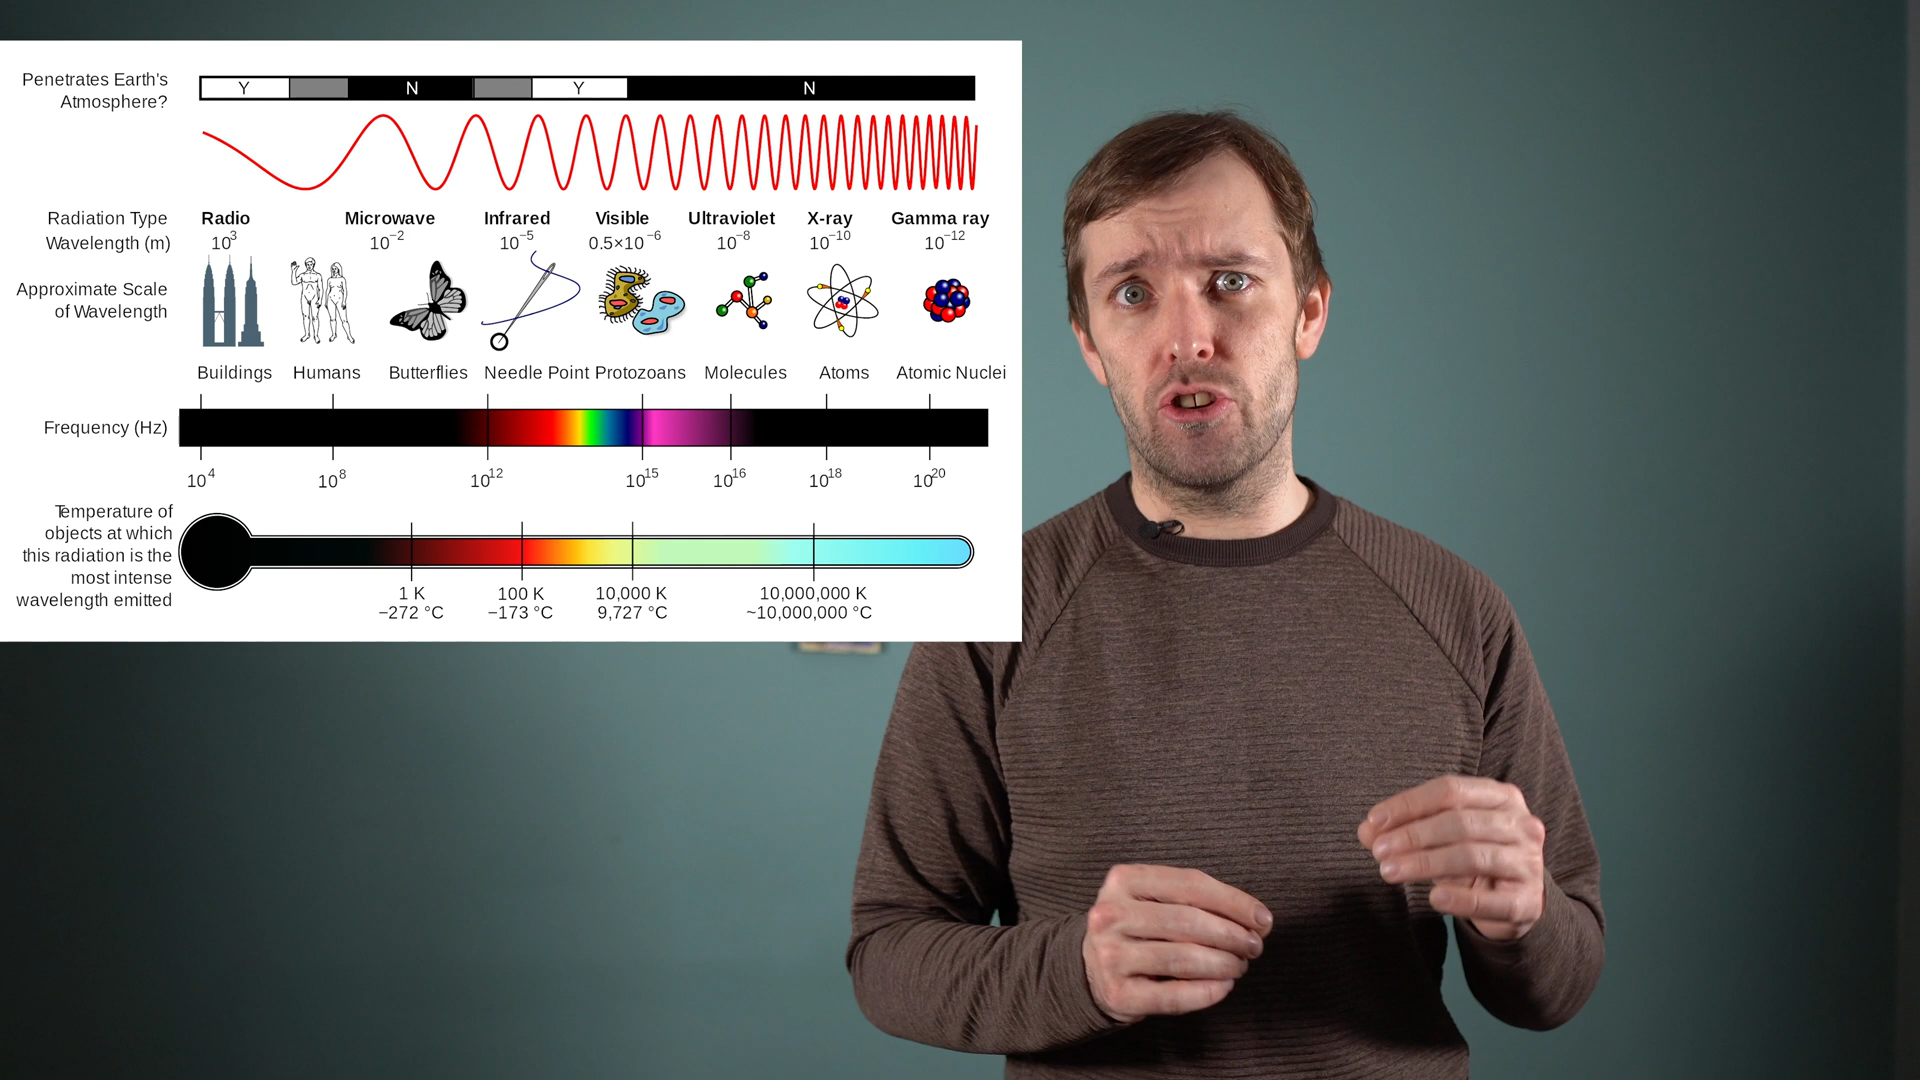 Penetrates Earth's
Atmosphere?
Y N Y N
Radiation Type Radio Microwave Infrared Visible Ultraviolet X-ray Gamma ray
Wavelength (m) 10³ 10⁻² 10⁻⁵ 0.5×10⁻⁶ 10⁻⁸ 10⁻¹⁰ 10⁻¹²
Approximate Scale
of Wavelength
Buildings Humans Butterflies Needle Point Protozoans Molecules Atoms Atomic Nuclei
Frequency (Hz)
10⁴ 10⁸ 10¹² 10¹⁵ 10¹⁶ 10¹⁸ 10²⁰
Temperature of
objects at which
this radiation is the
most intense
wavelength emitted
1 K 100 K 10,000 K 10,000,000 K
−272 °C −173 °C 9,727 °C ~10,000,000 °C